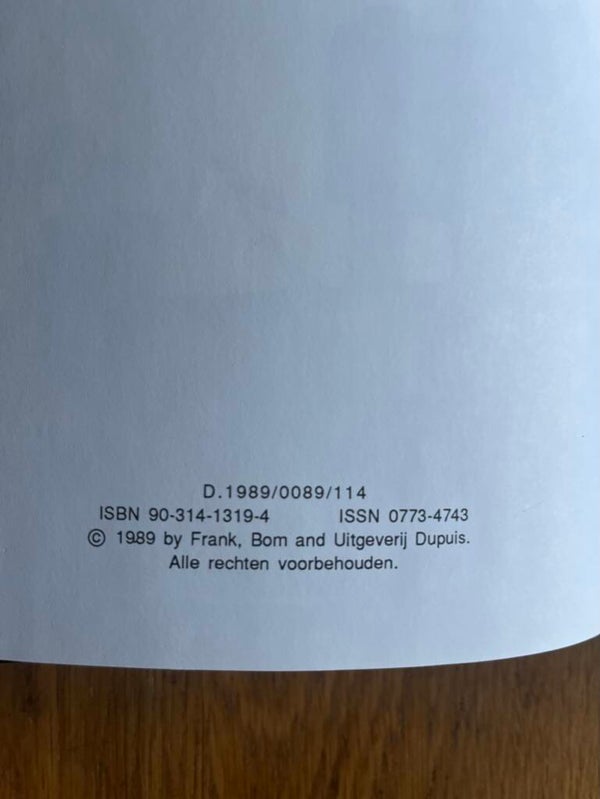 D.1989/0089/114
ISBN 90-314-1319-4 ISSN 0773-4743
© 1989 by Frank, Bom and Uitgeverij Dupuis.
Alle rechten voorbehouden.